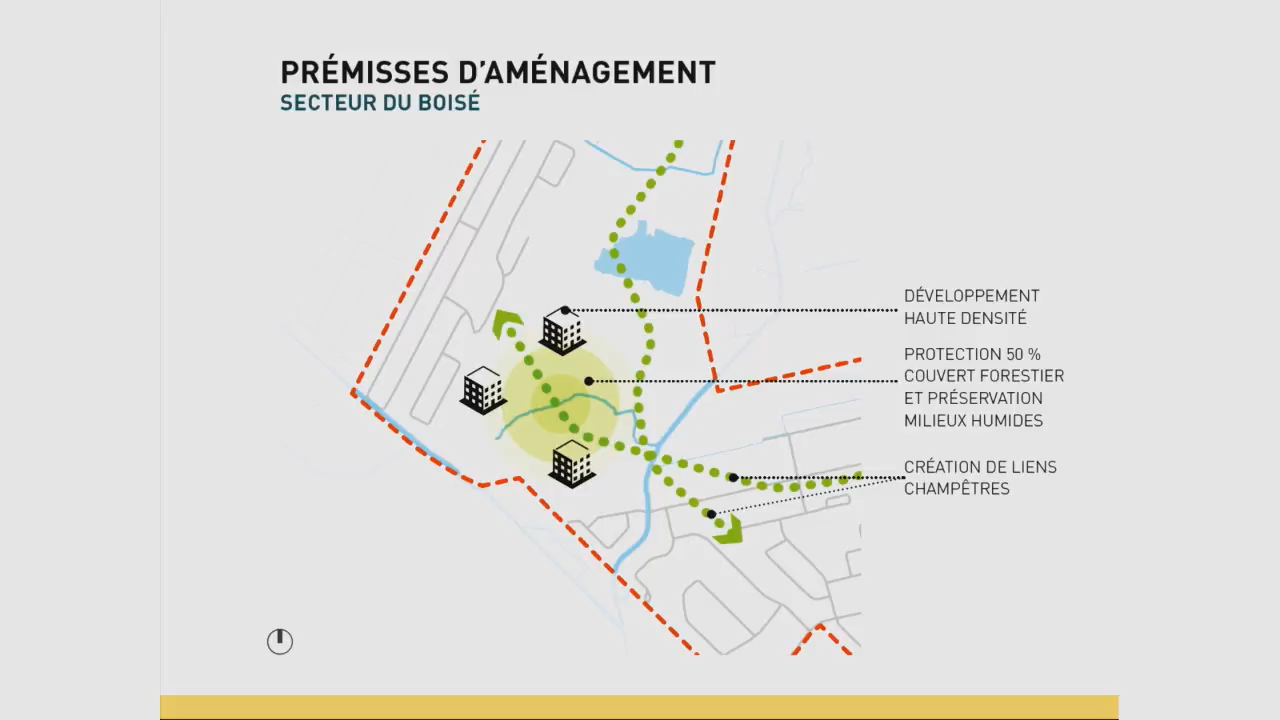 PRÉMISSES D'AMÉNAGEMENT
SECTEUR DU BOISÉ
DÉVELOPPEMENT
HAUTE DENSITÉ
PROTECTION 50 %
COUVERT FORESTIER
ET PRÉSERVATION
MILIEUX HUMIDES
CRÉATION DE LIENS
CHAMPÊTRES